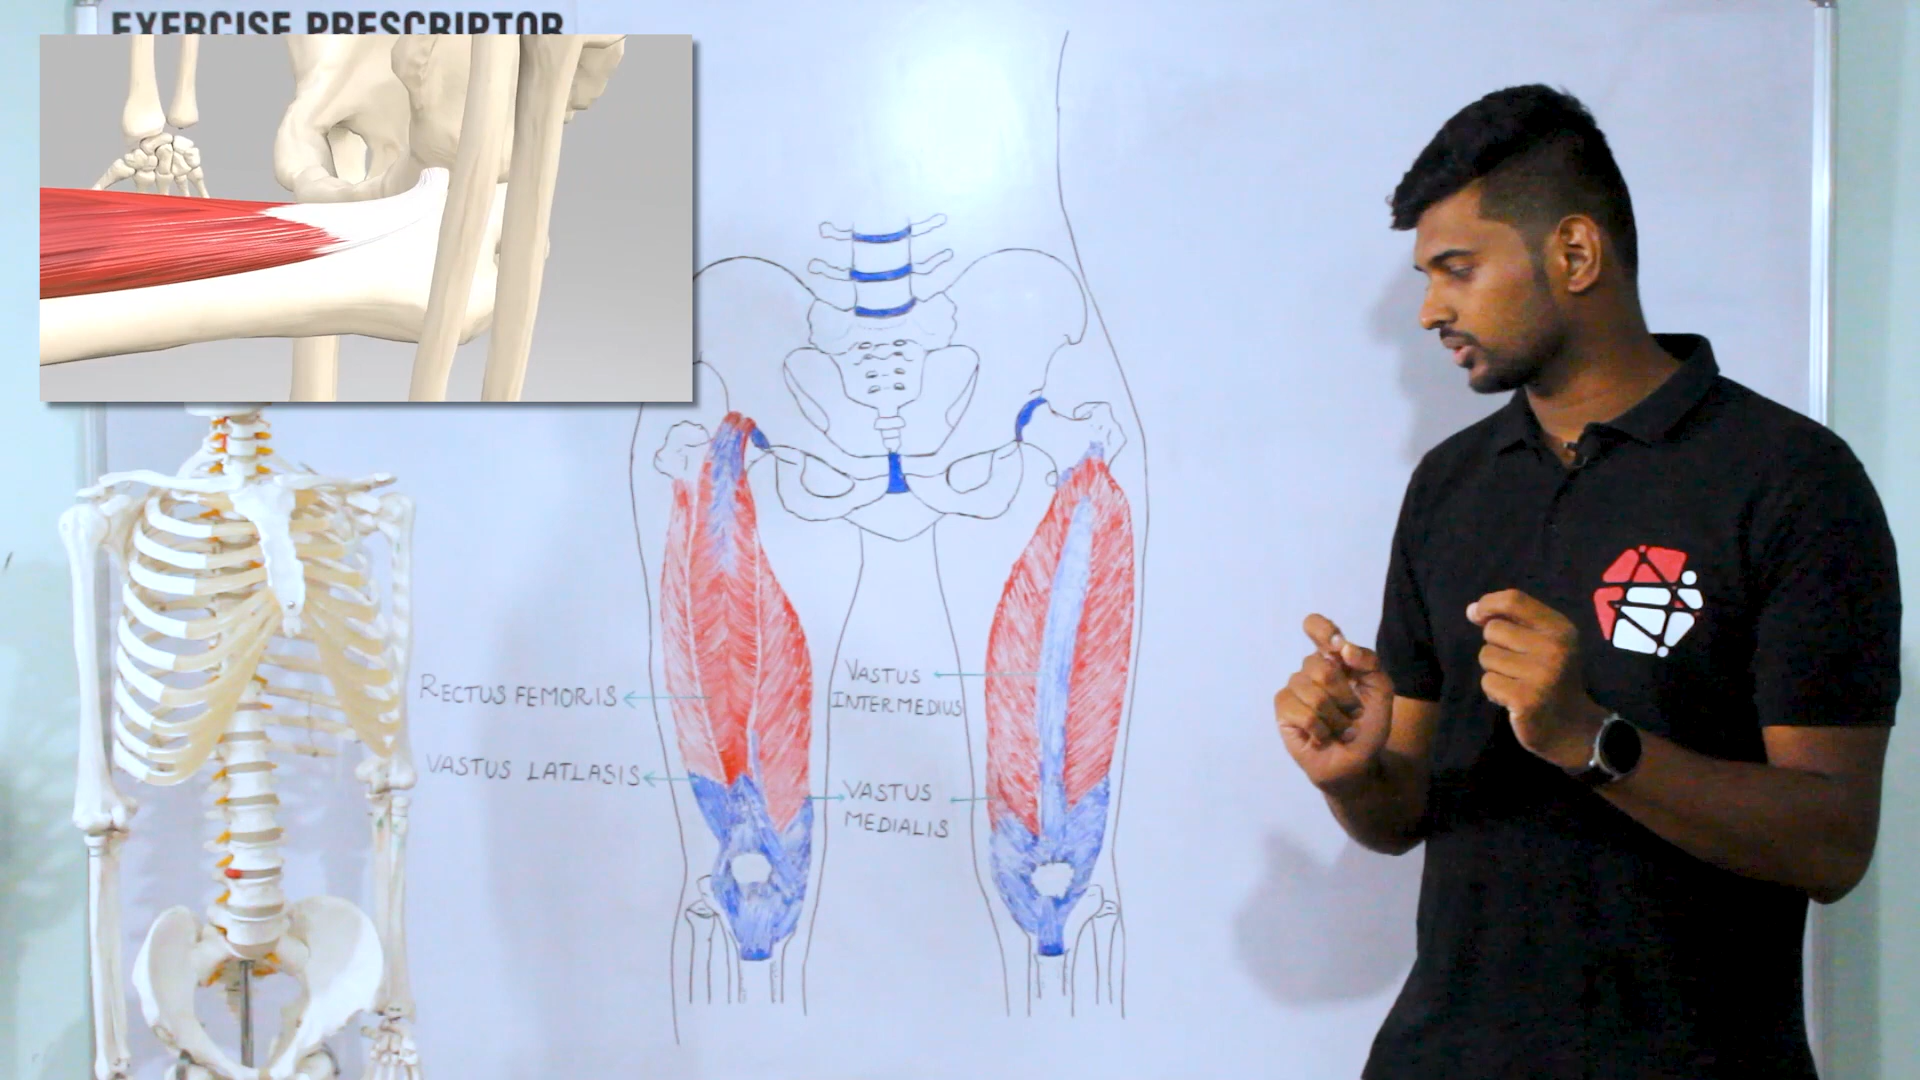 EXERCISE PRESCRIPTOR
RECTUS FEMORIS
VASTUS LATLASIS
VASTUS
INTERMEDIUS
VASTUS
MEDIALIS